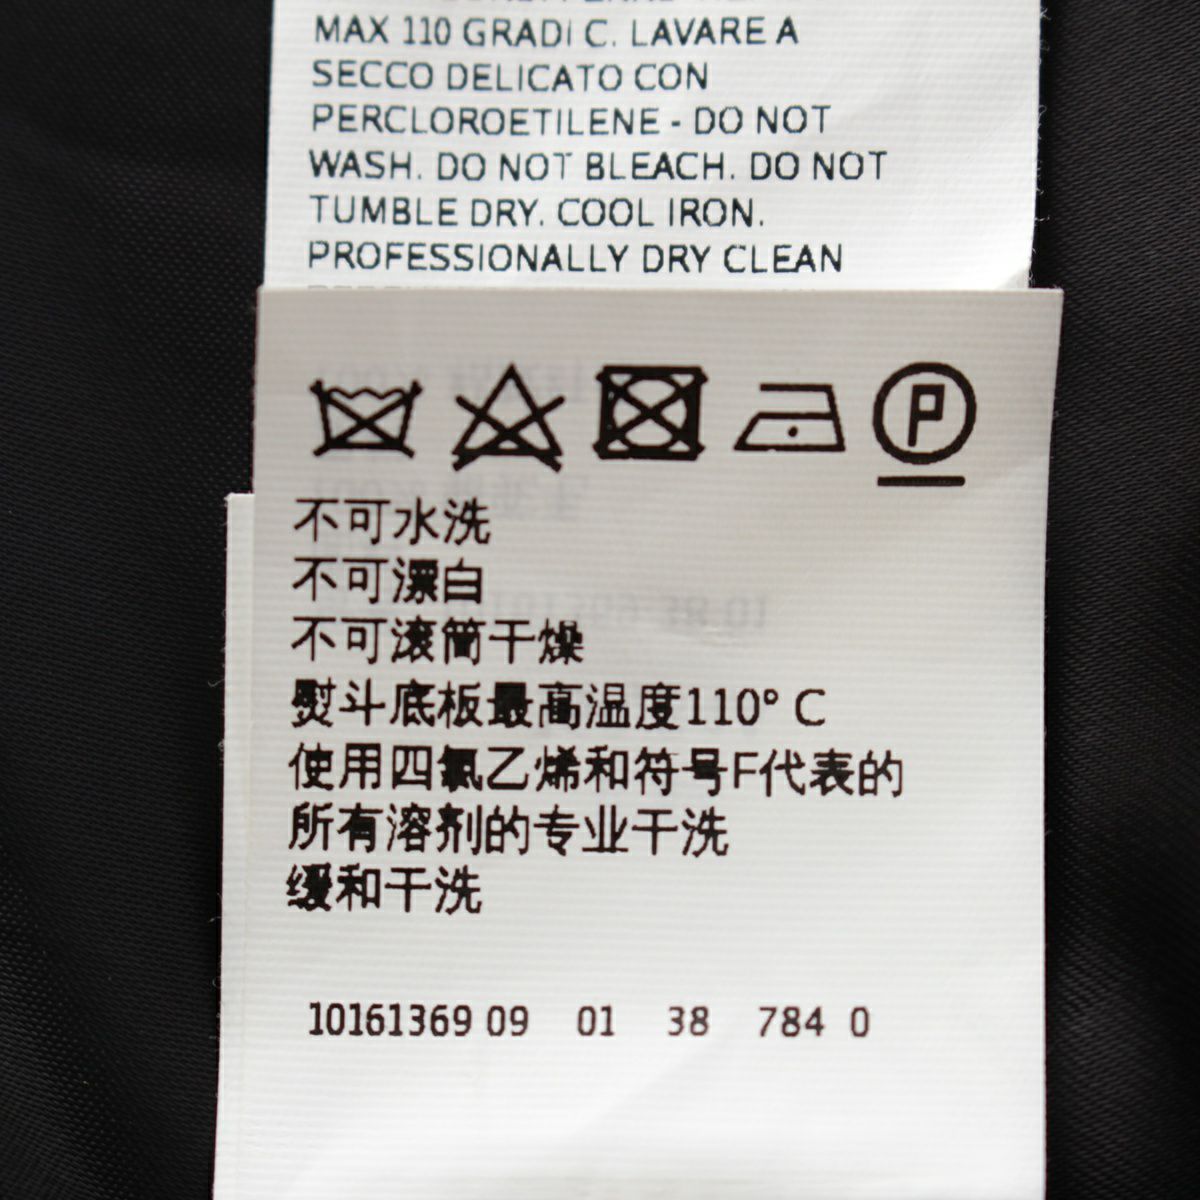 MAX 110 GRADI C. LAVARE A
SECCO DELICATO CON
PERCLOROETILENE - DO NOT
WASH. DO NOT BLEACH. DO NOT
TUMBLE DRY. COOL IRON.
PROFESSIONALLY DRY CLEAN
P
不可水洗
不可漂白
不可滚筒干燥
熨斗底板最高温度110° C
使用四氯乙烯和符号F代表的
所有溶剂的专业干洗
缓和干洗
10161369 09 01 38 784 0